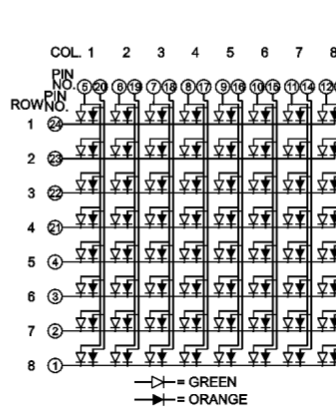 COL. 1 2 3 4 5 6 7 8
PIN NO. 5 20 6 19 7 18 8 17 9 16 10 15 11 14 12
ROW PIN NO.
1 24
2 23
3 22
4 21
5 4
6 3
7 2
8 1
= GREEN
= ORANGE